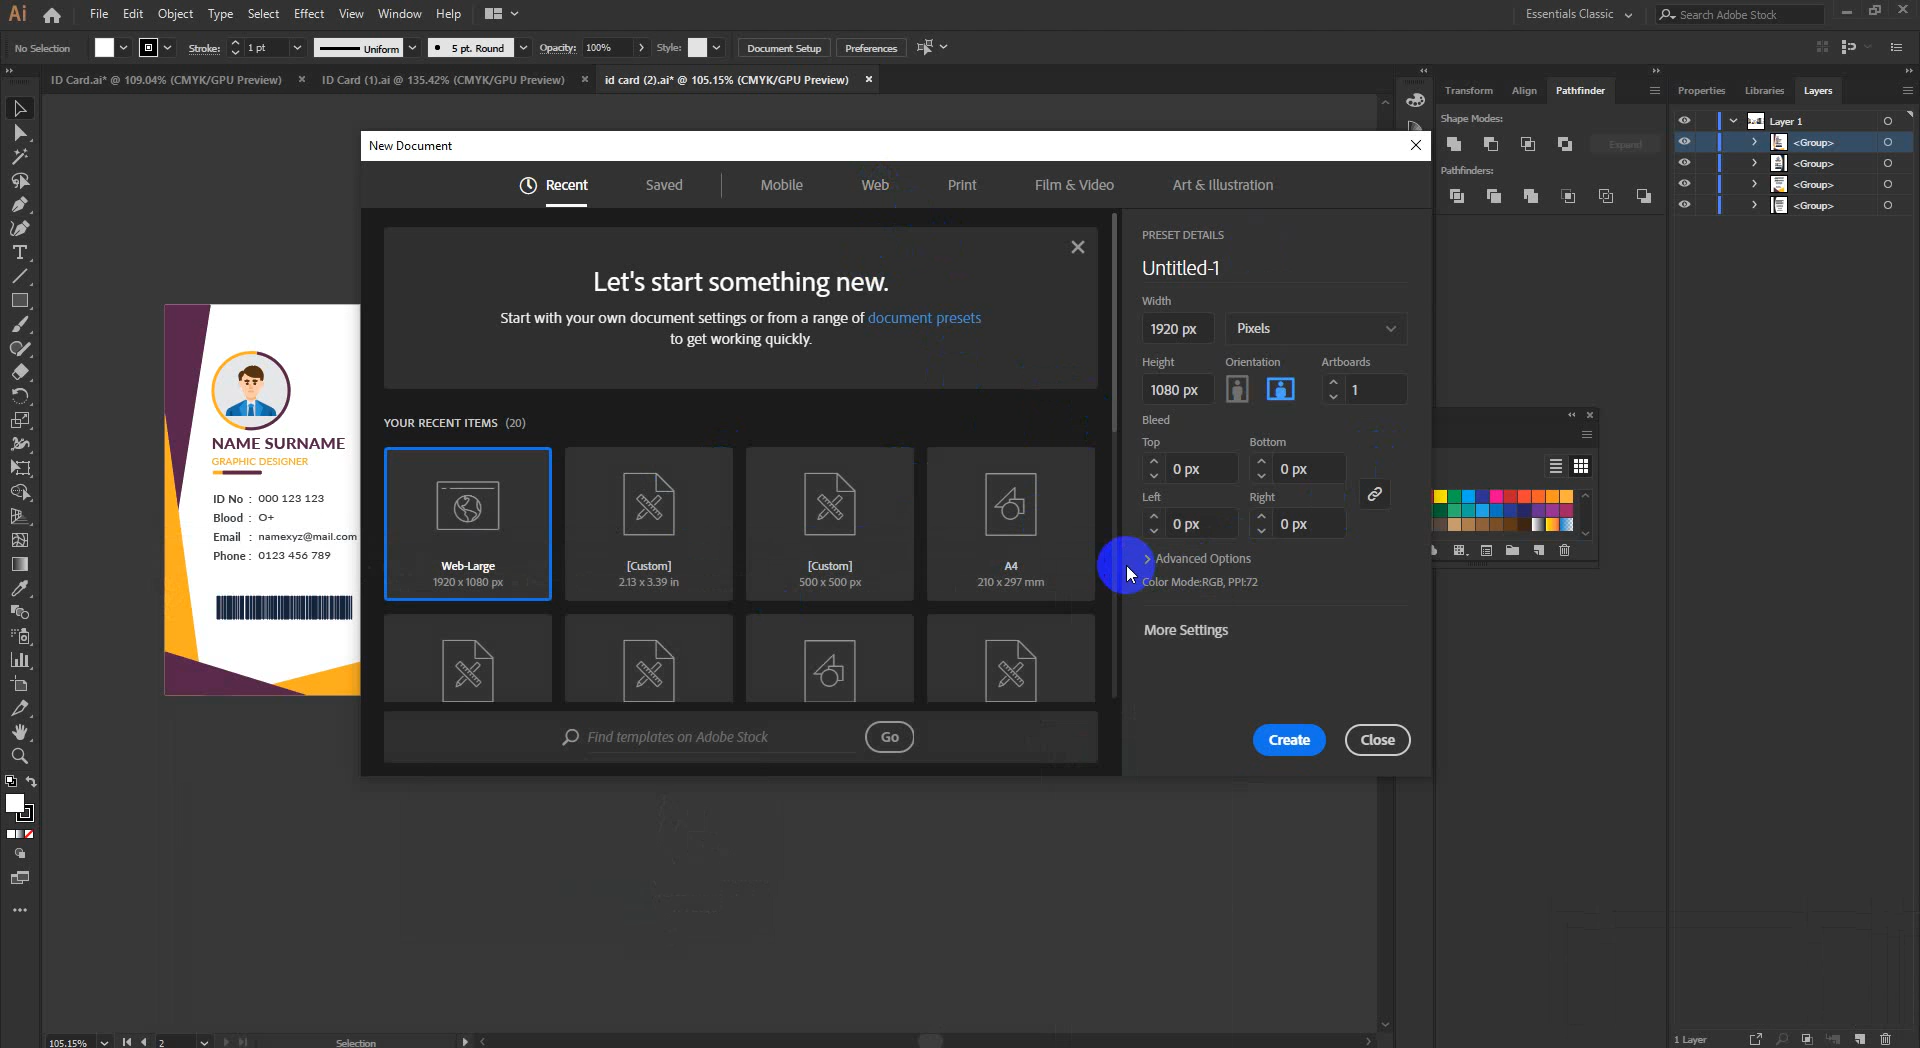 Ai File Edit Object Type Select Effect View Window Help Essentials Classic Search Adobe Stock
No Selection Stroke: 1 pt Uniform 5 pt. Round Opacity: 100% Style: Document Setup Preferences
ID Card.ai* @ 109.04% (CMYK/GPU Preview) ID Card (1).ai @ 135.42% (CMYK/GPU Preview) id card (2).ai* @ 105.15% (CMYK/GPU Preview)
Transform Align Pathfinder
Properties Libraries Layers
Shape Modes:
Expand
Pathfinders:
Layer 1
<Group>
<Group>
<Group>
<Group>
New Document
Recent Saved Mobile Web Print Film & Video Art & Illustration
Let's start something new.
Start with your own document settings or from a range of document presets
to get working quickly.
YOUR RECENT ITEMS (20)
Web-Large
1920 x 1080 px
[Custom]
2.13 x 3.39 in
[Custom]
500 x 500 px
A4
210 x 297 mm
Find templates on Adobe Stock Go
PRESET DETAILS
Untitled-1
Width
1920 px Pixels
Height Orientation Artboards
1080 px 1
Bleed
Top Bottom
0 px 0 px
Left Right
0 px 0 px
Advanced Options
Color Mode:RGB, PPI:72
More Settings
Create Close
NAME SURNAME
GRAPHIC DESIGNER
ID No : 000 123 123
Blood : O+
Email : namexyz@mail.com
Phone : 0123 456 789
105.15% 2 Selection
1 Layer